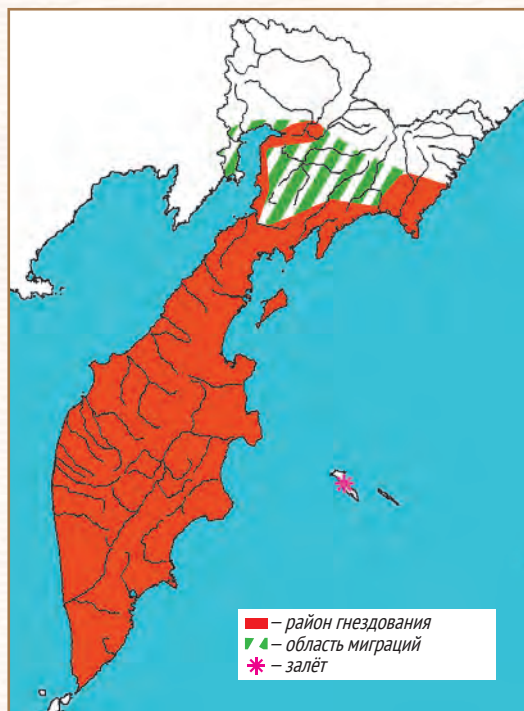 – район гнездования
– область миграций
– залёт